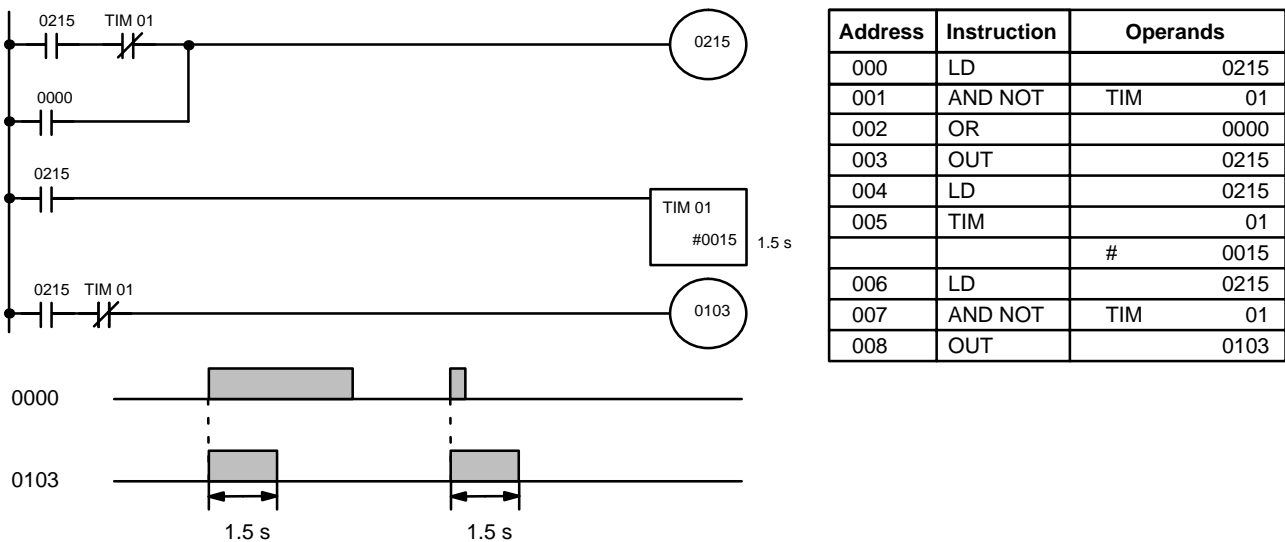 0215 TIM 01
0215
0000
0215
TIM 01
#0015 1.5 s
0215 TIM 01
0103
0000
0103
1.5 s 1.5 s
Address Instruction Operands
000 LD 0215
001 AND NOT TIM 01
002 OR 0000
003 OUT 0215
004 LD 0215
005 TIM 01
# 0015
006 LD 0215
007 AND NOT TIM 01
008 OUT 0103